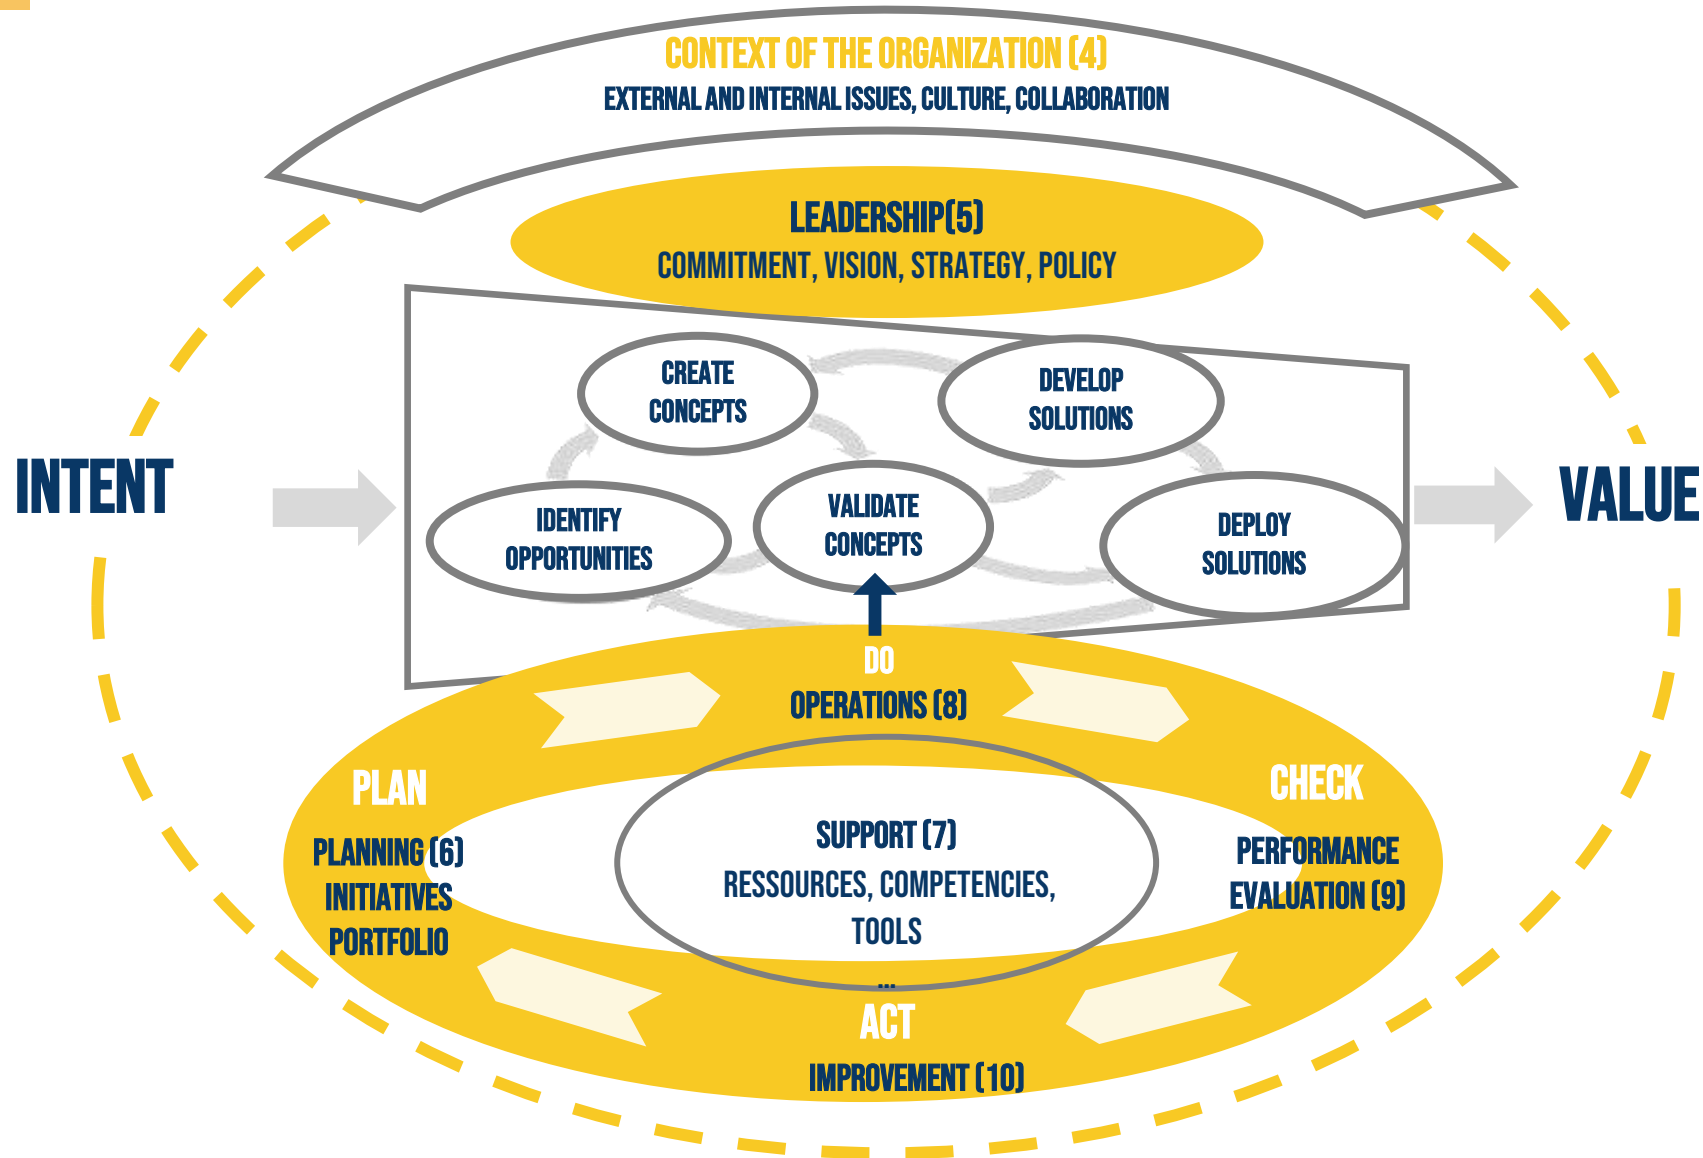 CONTEXT OF THE ORGANIZATION (4)
EXTERNAL AND INTERNAL ISSUES, CULTURE, COLLABORATION
LEADERSHIP(5)
COMMITMENT, VISION, STRATEGY, POLICY
INTENT
CREATE
CONCEPTS
DEVELOP
SOLUTIONS
IDENTIFY
OPPORTUNITIES
VALIDATE
CONCEPTS
DEPLOY
SOLUTIONS
VALUE
DO
OPERATIONS (8)
PLAN
PLANNING (6)
INITIATIVES
PORTFOLIO
SUPPORT (7)
RESSOURCES, COMPETENCIES,
TOOLS
...
CHECK
PERFORMANCE
EVALUATION (9)
ACT
IMPROVEMENT (10)